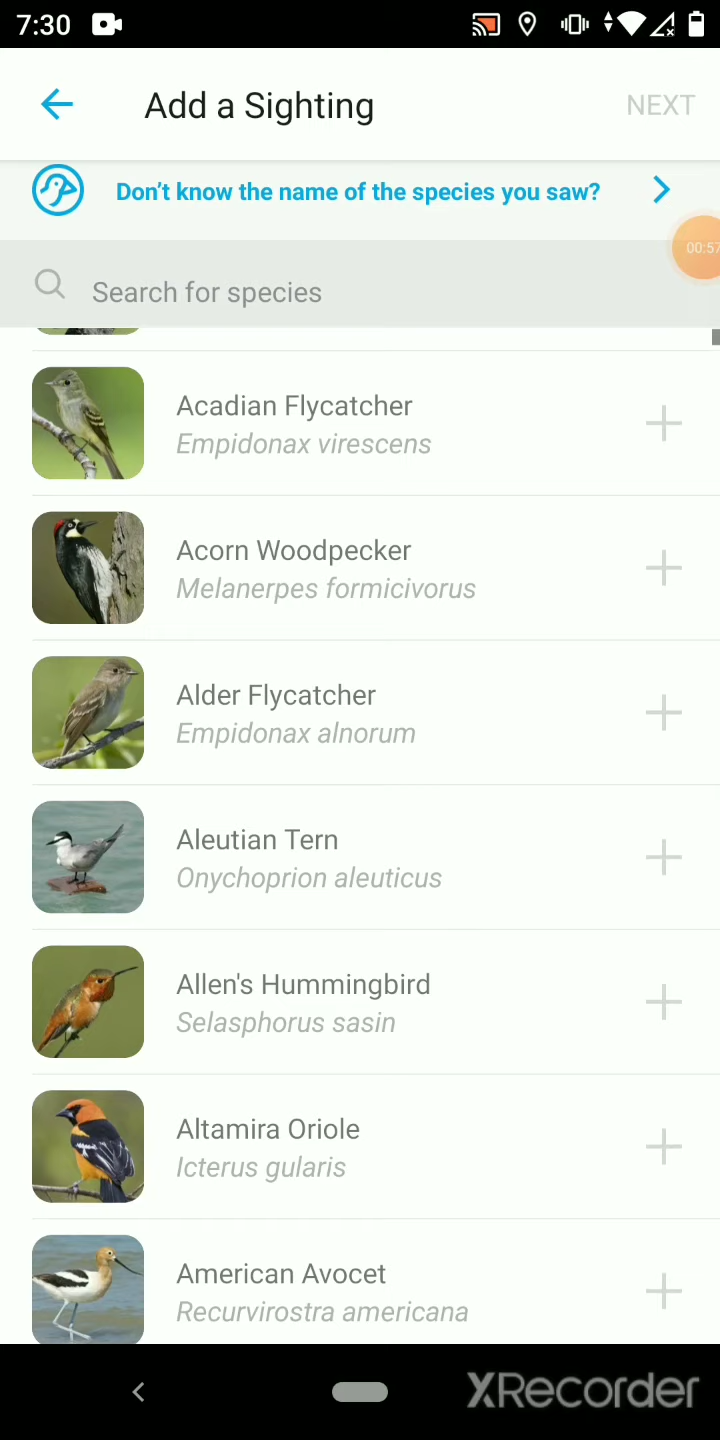 7:30
Add a Sighting
NEXT
Don’t know the name of the species you saw?
00:57
Search for species
Acadian Flycatcher
Empidonax virescens
Acorn Woodpecker
Melanerpes formicivorus
Alder Flycatcher
Empidonax alnorum
Aleutian Tern
Onychoprion aleuticus
Allen's Hummingbird
Selasphorus sasin
Altamira Oriole
Icterus gularis
American Avocet
Recurvirostra americana
XRecorder